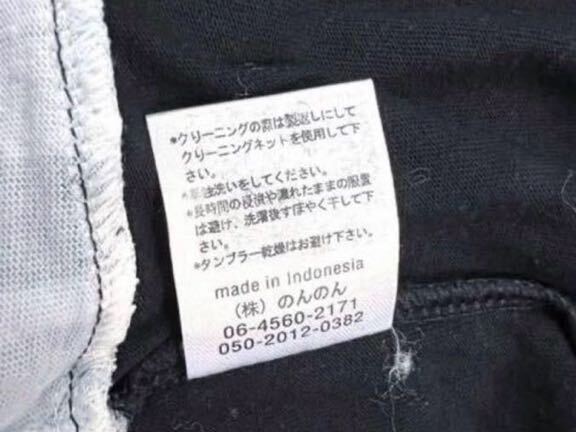 *クリーニングの際は裏返しにして
クリーニングネットを使用して下
さい。
*単独洗いをしてください。
*長時間の浸漬や濡れたままの放置
は避け、洗濯後すばやく干して下
さい。
*タンブラー乾燥はお避け下さい。
made in Indonesia
(株) のんのん
06-4560-2171
050-2012-0382